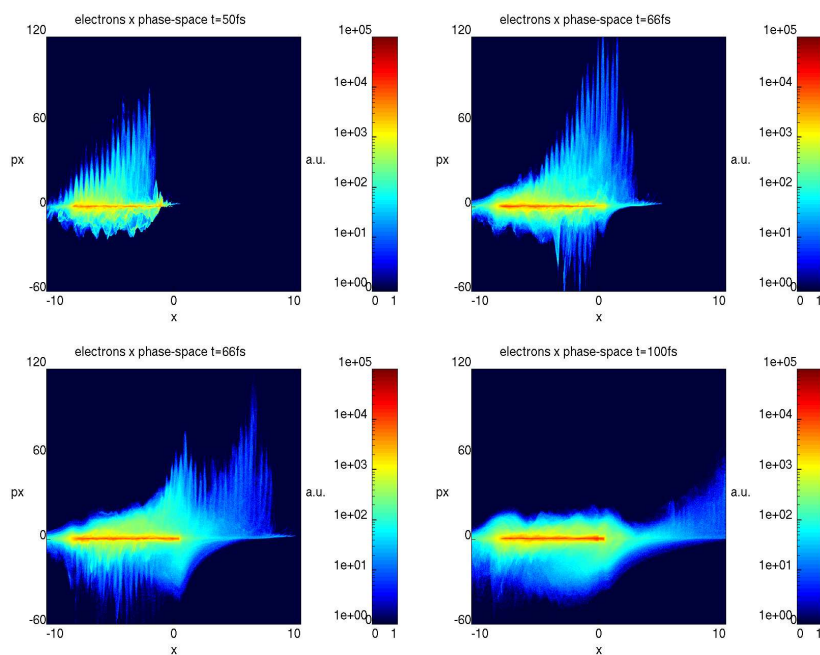 electrons x phase-space t=50fs
120
60
px
0
-60
-10
0
10
x
1e+05
1e+04
1e+03
a.u.
1e+02
1e+01
1e+00
0 1
electrons x phase-space t=66fs
120
60
px
0
-60
-10
0
10
x
1e+05
1e+04
1e+03
1e+02
1e+01
1e+00
0 1
electrons x phase-space t=66fs
120
60
px
0
-60
-10
0
10
x
1e+05
1e+04
1e+03
a.u.
1e+02
1e+01
1e+00
0 1
electrons x phase-space t=100fs
120
60
px
0
-60
-10
0
10
x
1e+05
1e+04
1e+03
1e+02
1e+01
1e+00
0 1